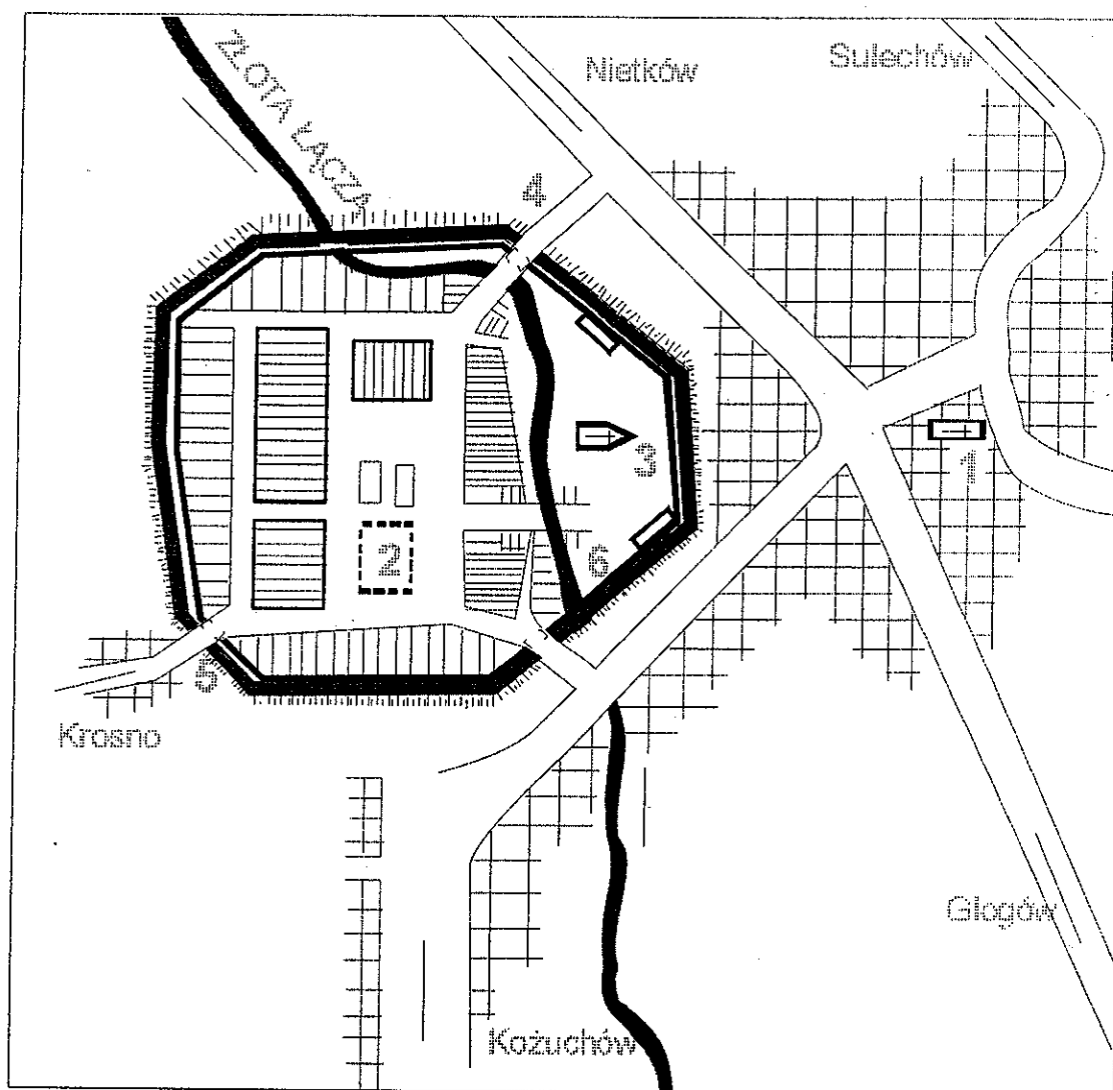 Nietków
Sulechów
ZŁOTA ŁĄCZA
4
3
1
2
6
5
Krosno
Głogów
Kożuchów